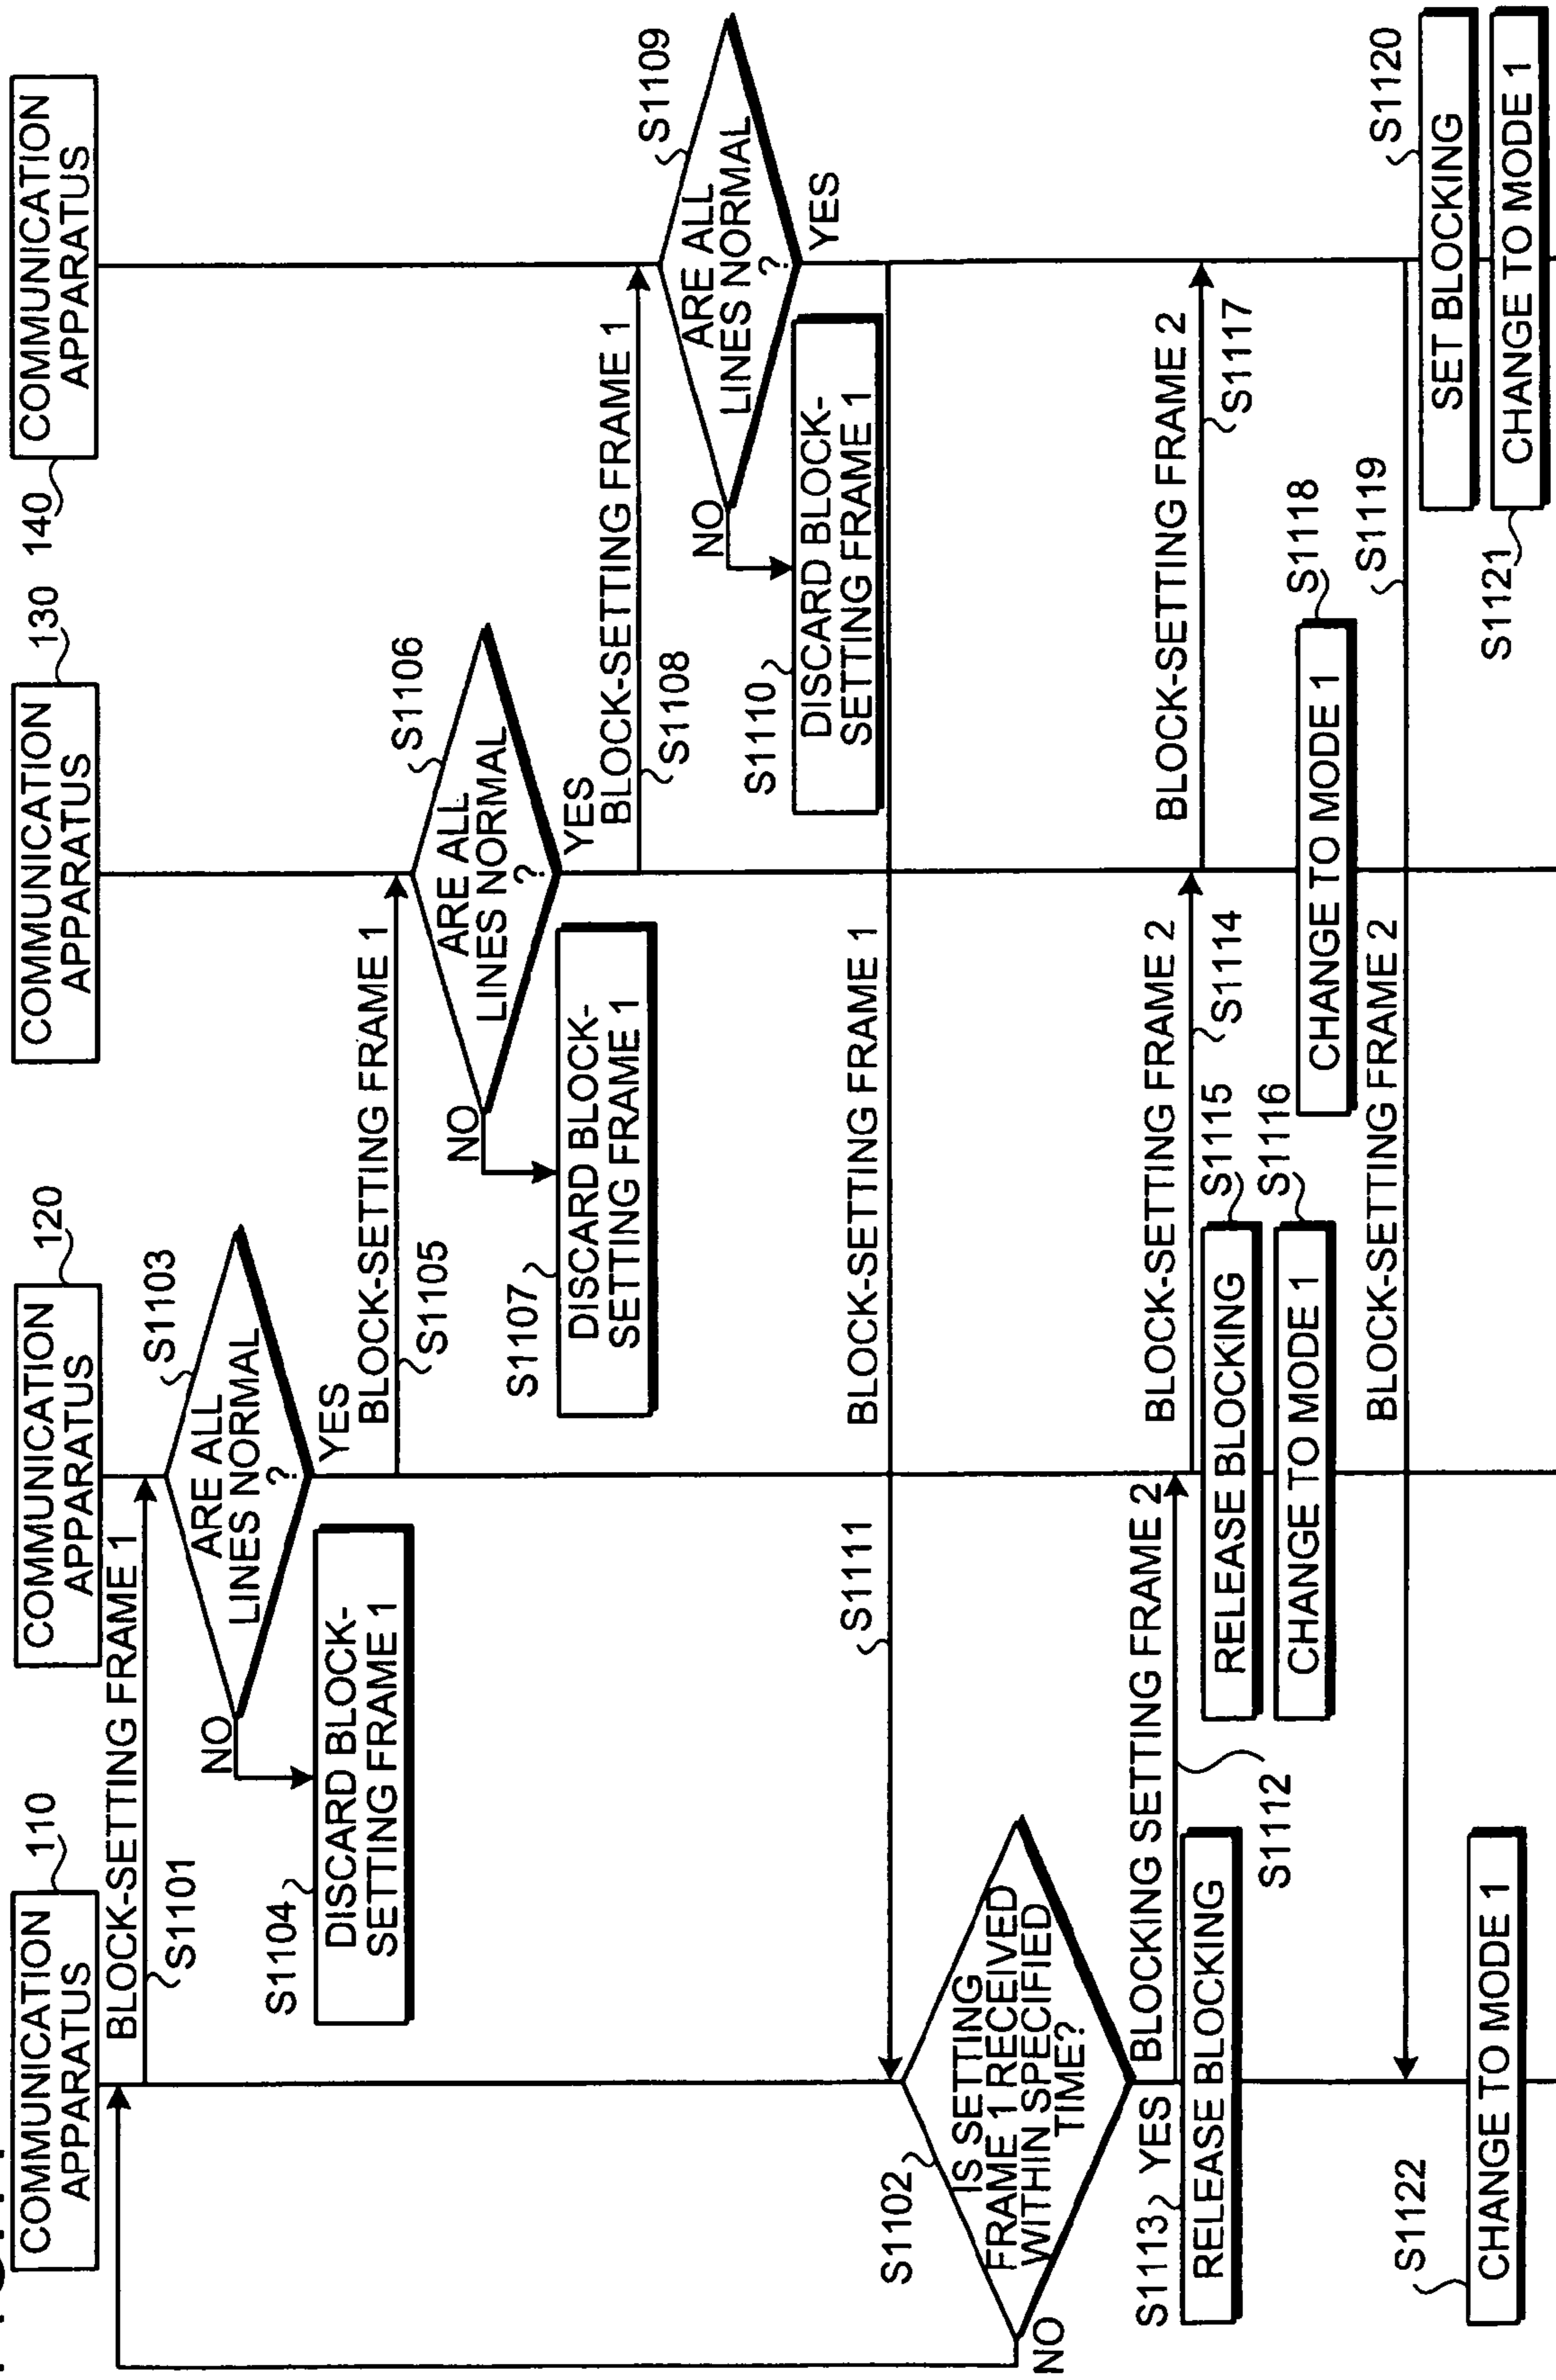 COMMUNICATION
APPARATUS
110
COMMUNICATION
APPARATUS
120
COMMUNICATION
APPARATUS
130
COMMUNICATION
APPARATUS
140
BLOCK-SETTING FRAME 1
S1101
ARE ALL
LINES NORMAL
?
S1103
NO
YES
S1104
DISCARD BLOCK-
SETTING FRAME 1
BLOCK-SETTING FRAME 1
S1105
ARE ALL
LINES NORMAL
?
S1106
NO
YES
S1107
DISCARD BLOCK-
SETTING FRAME 1
BLOCK-SETTING FRAME 1
S1108
ARE ALL
LINES NORMAL
?
S1109
NO
YES
S1110
DISCARD BLOCK-
SETTING FRAME 1
BLOCK-SETTING FRAME 1
S1111
S1102
IS SETTING
FRAME 1 RECEIVED
WITHIN SPECIFIED
TIME?
NO
YES
BLOCKING SETTING FRAME 2
S1112
S1113
RELEASE BLOCKING
BLOCK-SETTING FRAME 2
S1114
RELEASE BLOCKING
S1115
CHANGE TO MODE 1
S1116
BLOCK-SETTING FRAME 2
S1117
CHANGE TO MODE 1
S1118
BLOCK-SETTING FRAME 2
S1119
SET BLOCKING
S1120
CHANGE TO MODE 1
S1121
S1122
CHANGE TO MODE 1